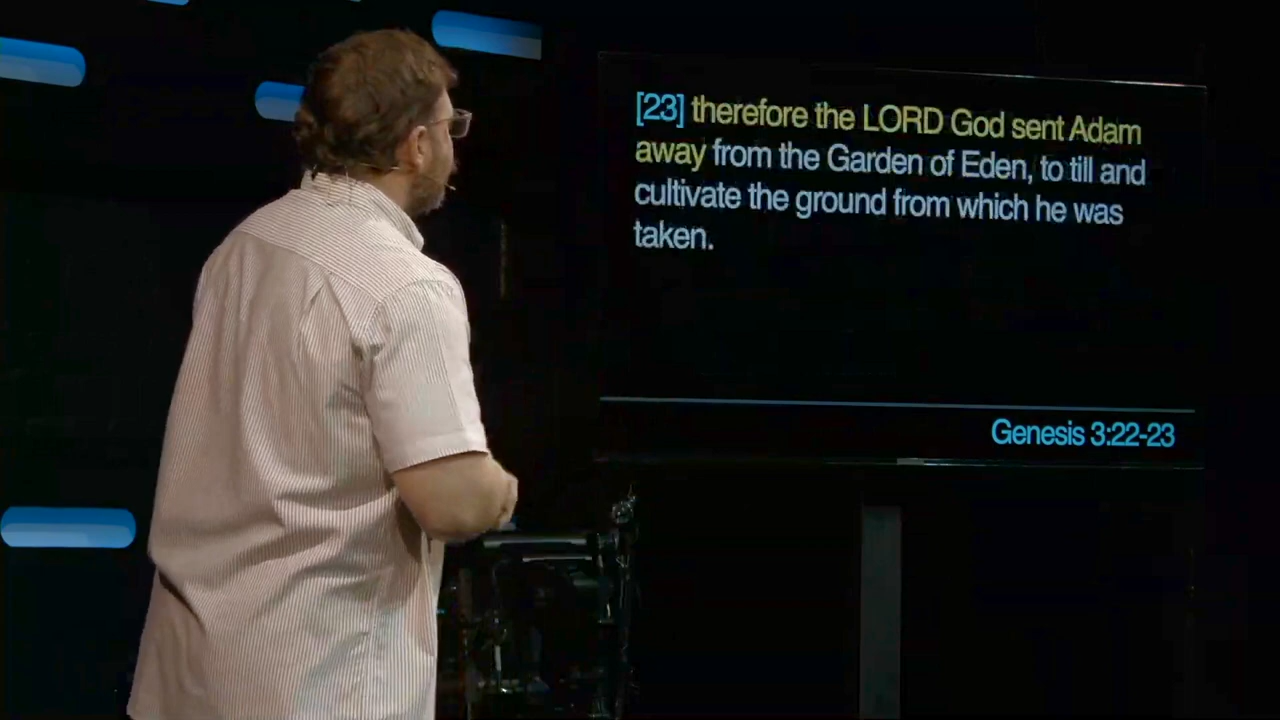 [23] therefore the LORD God sent Adam
away from the Garden of Eden, to till and
cultivate the ground from which he was
taken.
Genesis 3:22-23